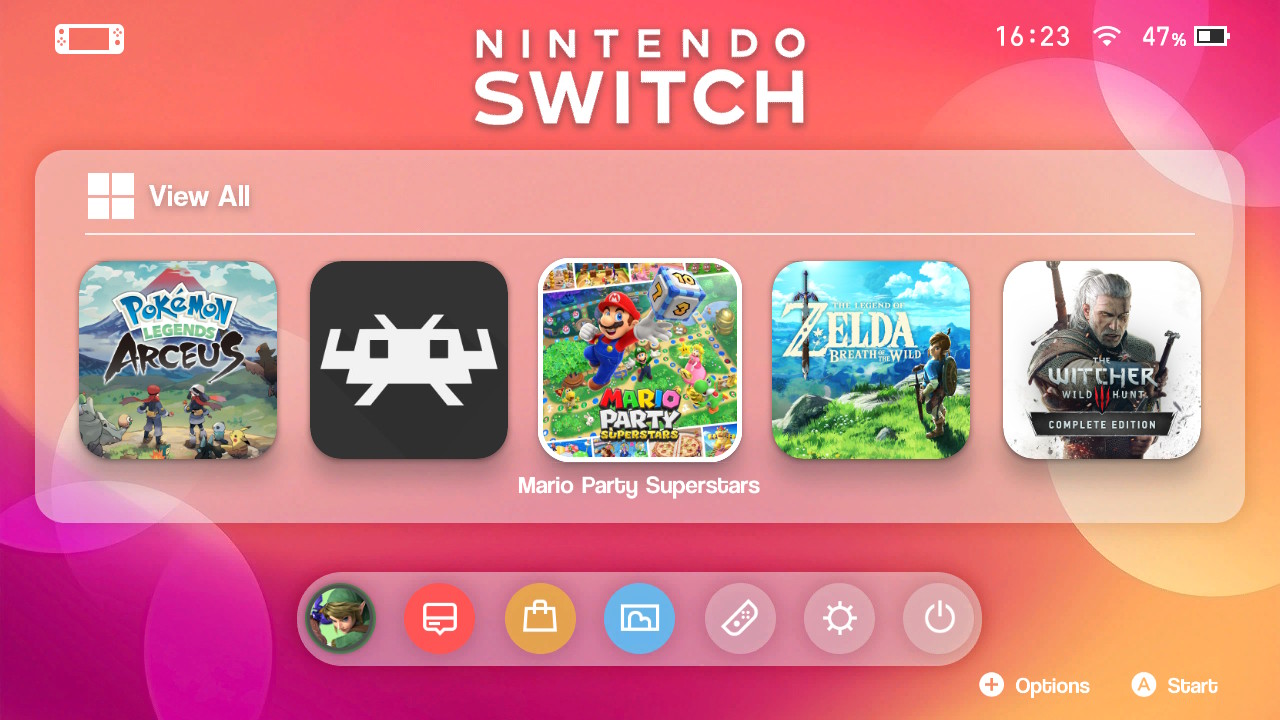 NINTENDO
SWITCH
16:23
47%
View All
POKéMON
LEGENDS
ARCEUS
MARIO
PARTY
SUPERSTARS
THE LEGEND OF
ZELDA
BREATH OF THE WILD
THE
WITCHER
WILD HUNT
COMPLETE EDITION
Mario Party Superstars
+ Options
A Start